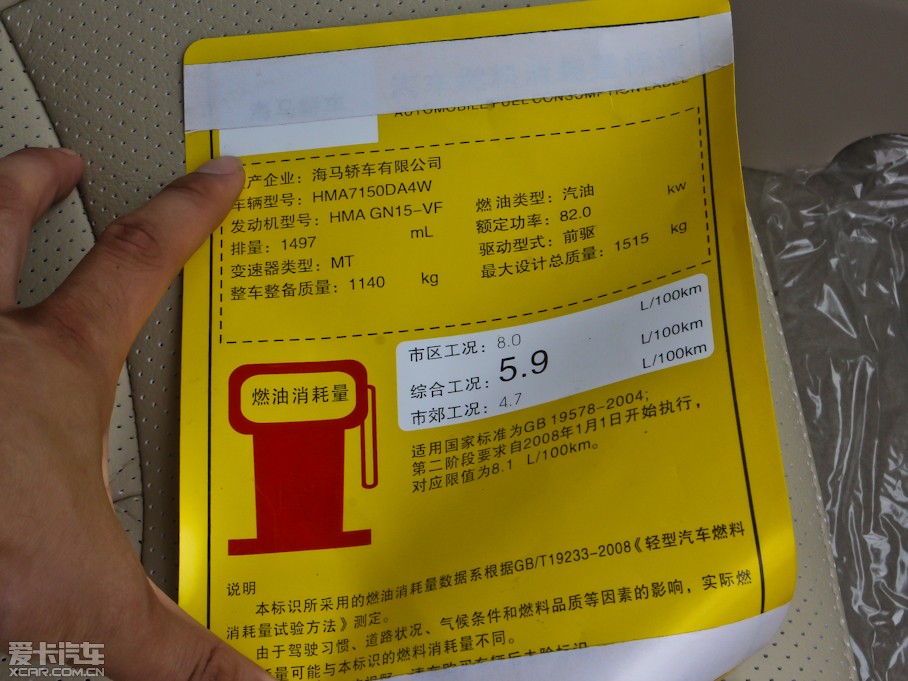 AUTOMOBILE FUEL CONSUMPTION LABEL
产企业：海马轿车有限公司
车辆型号：HMA7150DA4W
发动机型号：HMA GN15-VF
排量：1497 mL
变速器类型：MT
整车整备质量：1140 kg
燃油类型：汽油
额定功率：82.0 kw
驱动型式：前驱
最大设计总质量：1515 kg
市区工况：8.0 L/100km
综合工况：5.9 L/100km
市郊工况：4.7 L/100km
燃油消耗量
适用国家标准为GB 19578-2004；
第二阶段要求自2008年1月1日开始执行，
对应限值为8.1 L/100km。
说明
本标识所采用的燃油消耗量数据系根据GB/T19233-2008《轻型汽车燃料
消耗量试验方法》测定。
由于驾驶习惯、道路状况、气候条件和燃料品质等因素的影响，实际燃
量可能与本标识的燃料消耗量不同。
爱卡汽车
XCAR.COM.CN